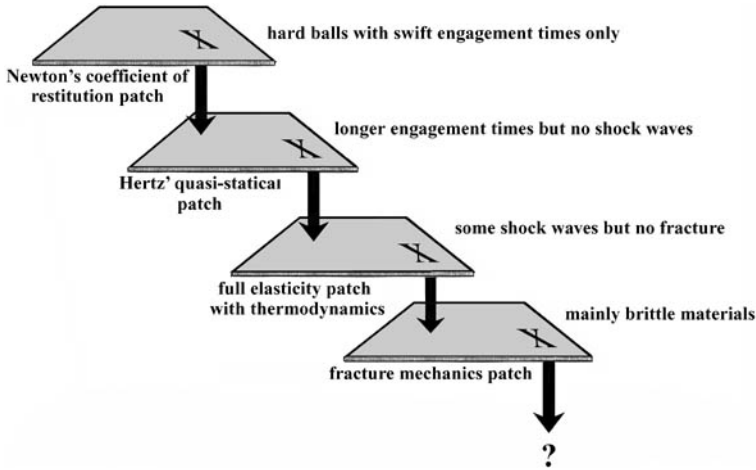 hard balls with swift engagement times only
Newton's coefficient of
restitution patch
longer engagement times but no shock waves
Hertz' quasi-statical
patch
some shock waves but no fracture
full elasticity patch
with thermodynamics
mainly brittle materials
fracture mechanics patch
?